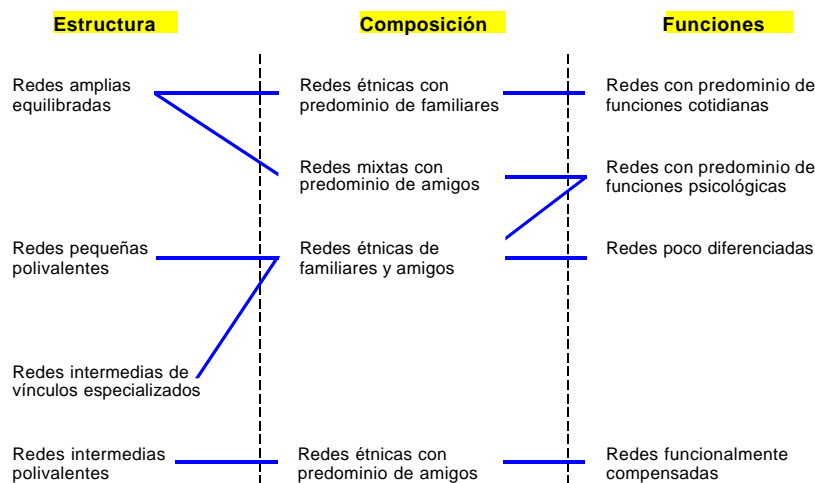 Estructura
Composición
Funciones
Redes amplias
equilibradas
Redes étnicas con
predominio de familiares
Redes con predominio de
funciones cotidianas
Redes mixtas con
predominio de amigos
Redes con predominio de
funciones psicológicas
Redes pequeñas
polivalentes
Redes étnicas de
familiares y amigos
Redes poco diferenciadas
Redes intermedias de
vínculos especializados
Redes intermedias
polivalentes
Redes étnicas con
predominio de amigos
Redes funcionalmente
compensadas